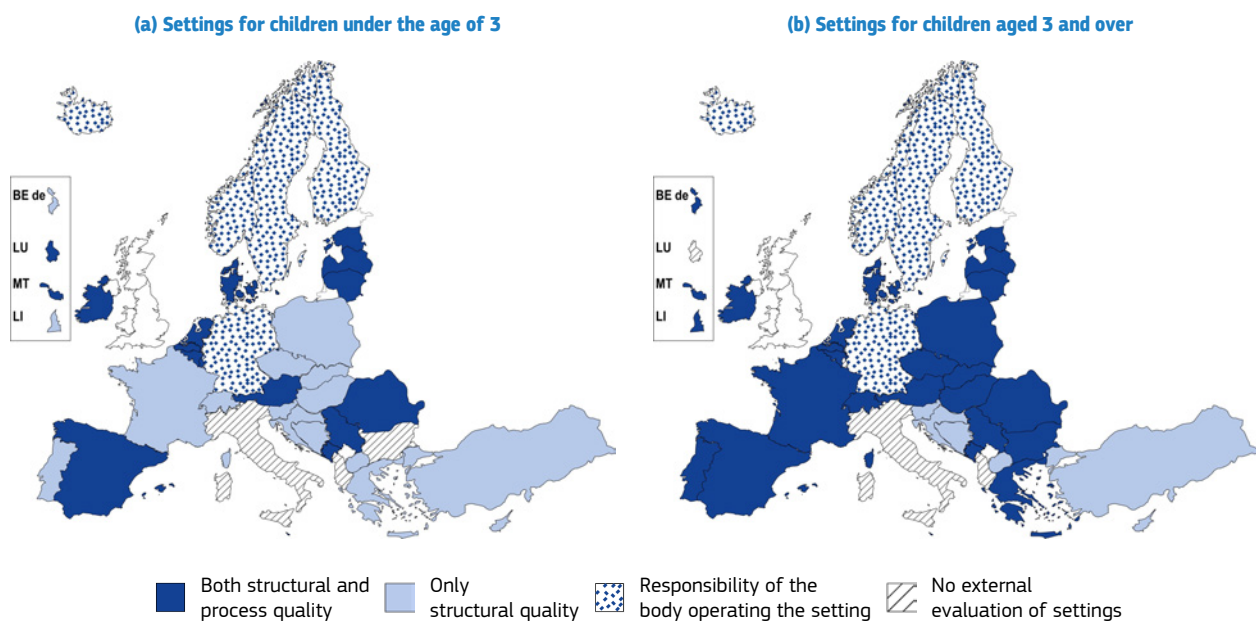 (a) Settings for children under the age of 3
(b) Settings for children aged 3 and over
BE de
LU
MT
LI
BE de
LU
MT
LI
Both structural and
process quality
Only
structural quality
Responsibility of the
body operating the setting
No external
evaluation of settings